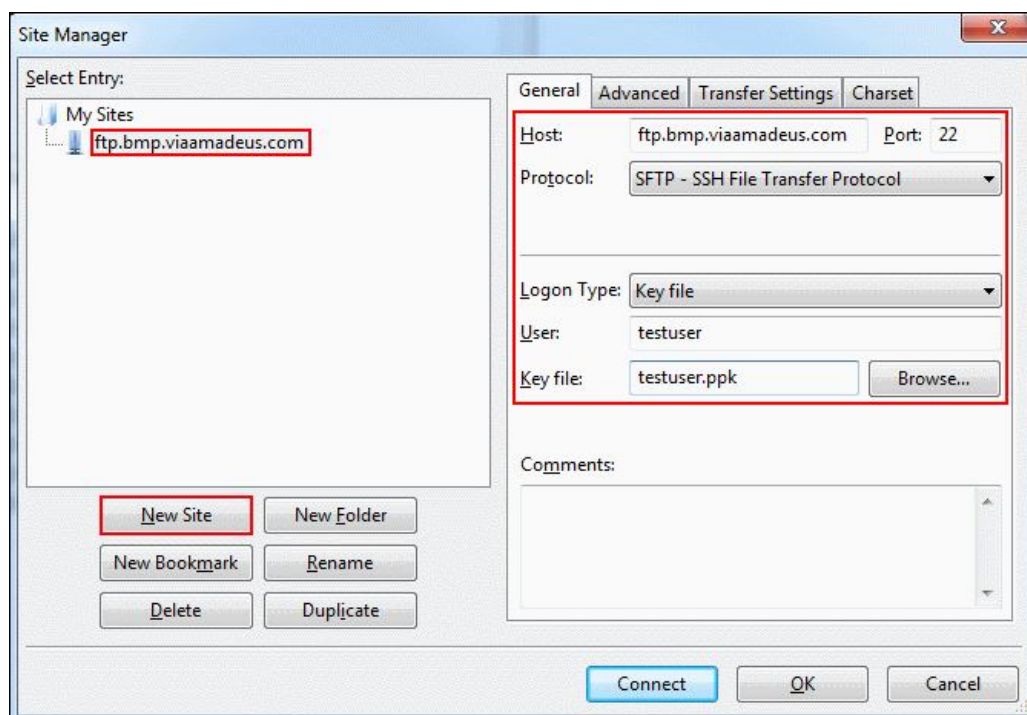 Site Manager
Select Entry:
My Sites
ftp.bmp.viaamadeus.com
New Site
New Folder
New Bookmark
Rename
Delete
Duplicate
General
Advanced
Transfer Settings
Charset
Host:
ftp.bmp.viaamadeus.com
Port:
22
Protocol:
SFTP - SSH File Transfer Protocol
Logon Type:
Key file
User:
testuser
Key file:
testuser.ppk
Browse...
Comments:
Connect
OK
Cancel